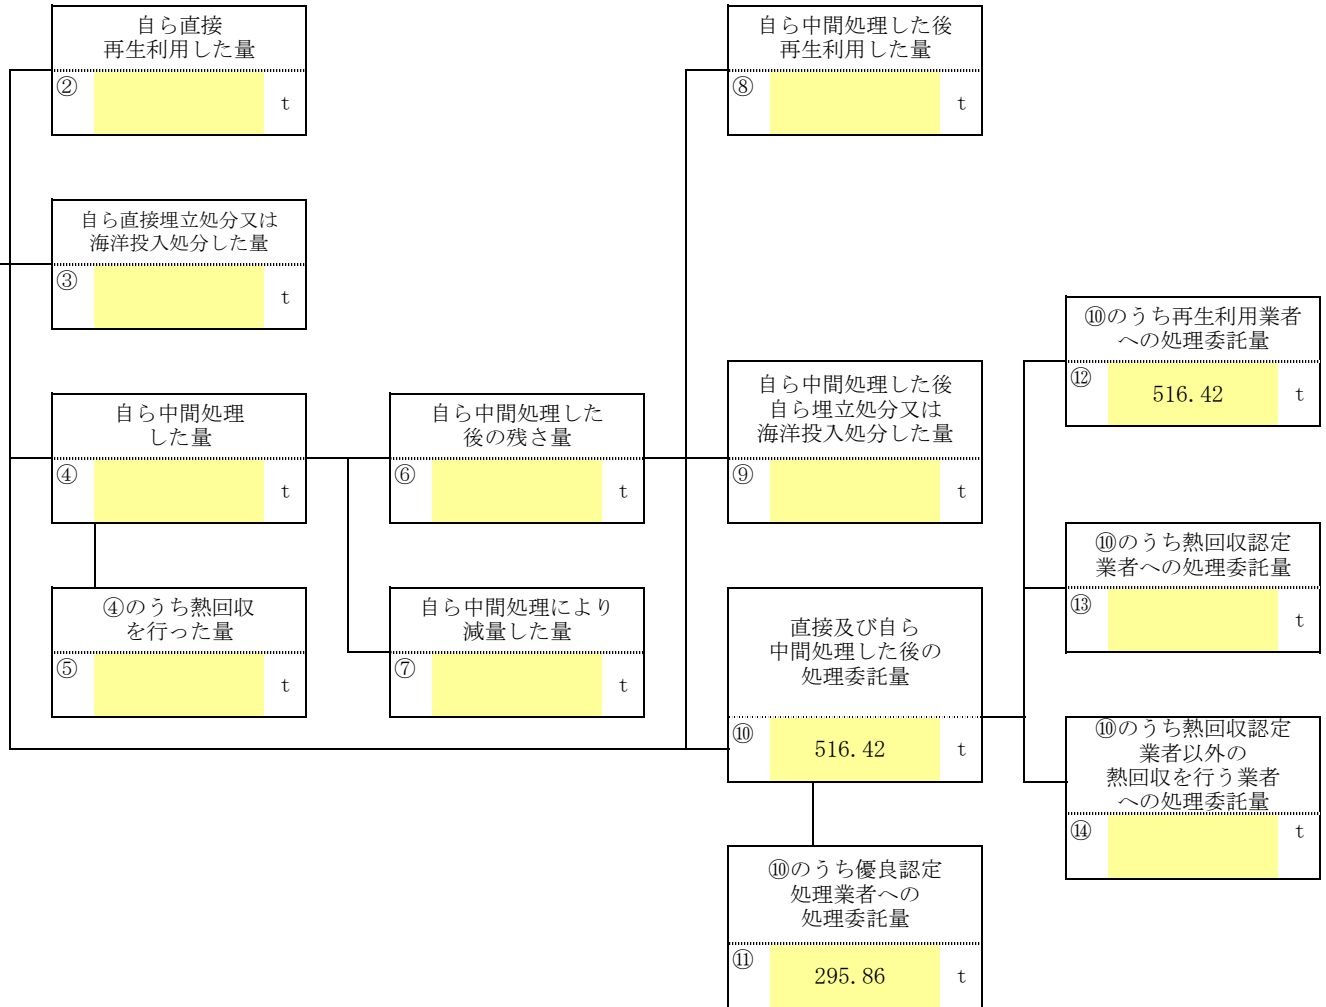 自ら直接
再生利用した量
② t
自ら直接埋立処分又は
海洋投入処分した量
③ t
自ら中間処理
した量
④ t
④のうち熱回収
を行った量
⑤ t
自ら中間処理した
後の残さ量
⑥ t
自ら中間処理により
減量した量
⑦ t
自ら中間処理した後
再生利用した量
⑧ t
自ら中間処理した後
自ら埋立処分又は
海洋投入処分した量
⑨ t
直接及び自ら
中間処理した後の
処理委託量
⑩ 516.42 t
⑩のうち優良認定
処理業者への
処理委託量
⑪ 295.86 t
⑩のうち再生利用業者
への処理委託量
⑫ 516.42 t
⑩のうち熱回収認定
業者への処理委託量
⑬ t
⑩のうち熱回収認定
業者以外の
熱回収を行う業者
への処理委託量
⑭ t